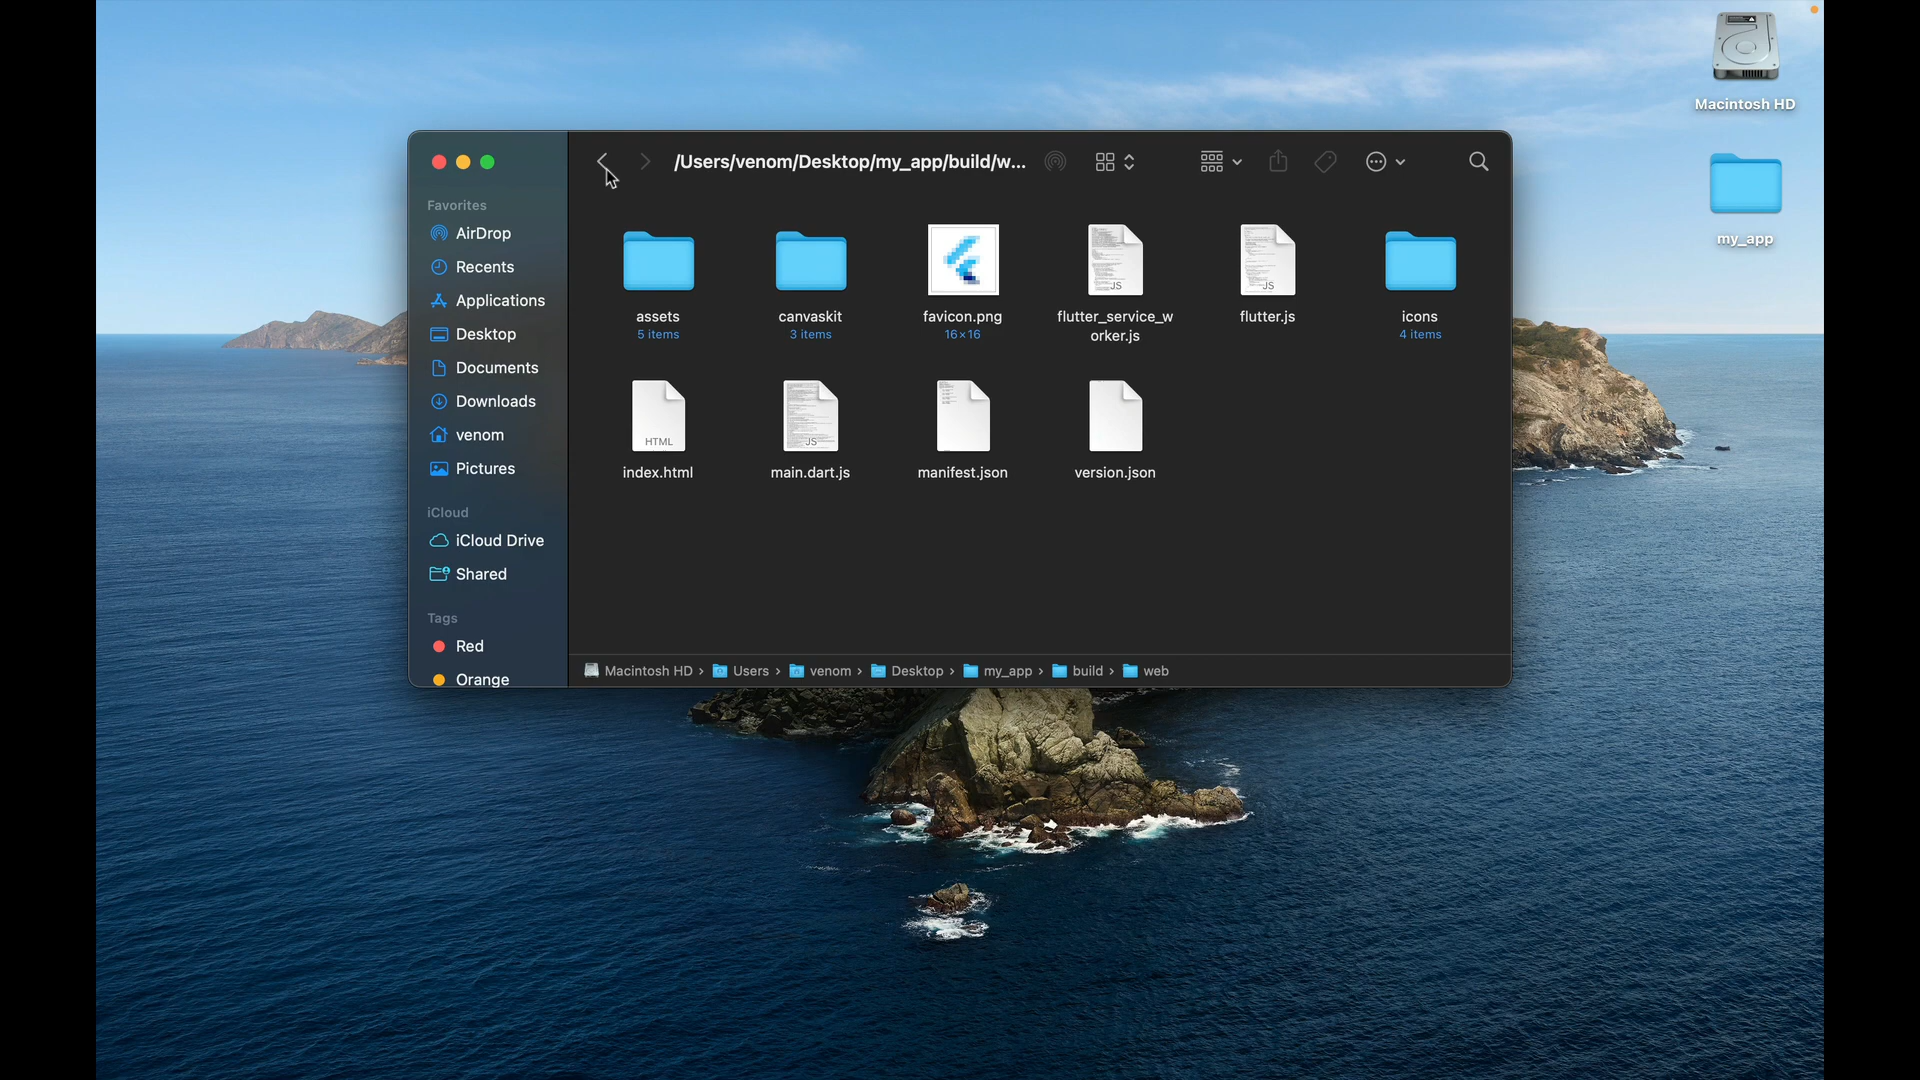 Macintosh HD
my_app
/Users/venom/Desktop/my_app/build/w...
Favorites
AirDrop
Recents
Applications
Desktop
Documents
Downloads
venom
Pictures
iCloud
iCloud Drive
Shared
Tags
Red
Orange
assets
5 items
canvaskit
3 items
favicon.png
16×16
JS
flutter_service_w
orker.js
JS
flutter.js
icons
4 items
HTML
index.html
JS
main.dart.js
manifest.json
version.json
Macintosh HD › Users › venom › Desktop › my_app › build › web